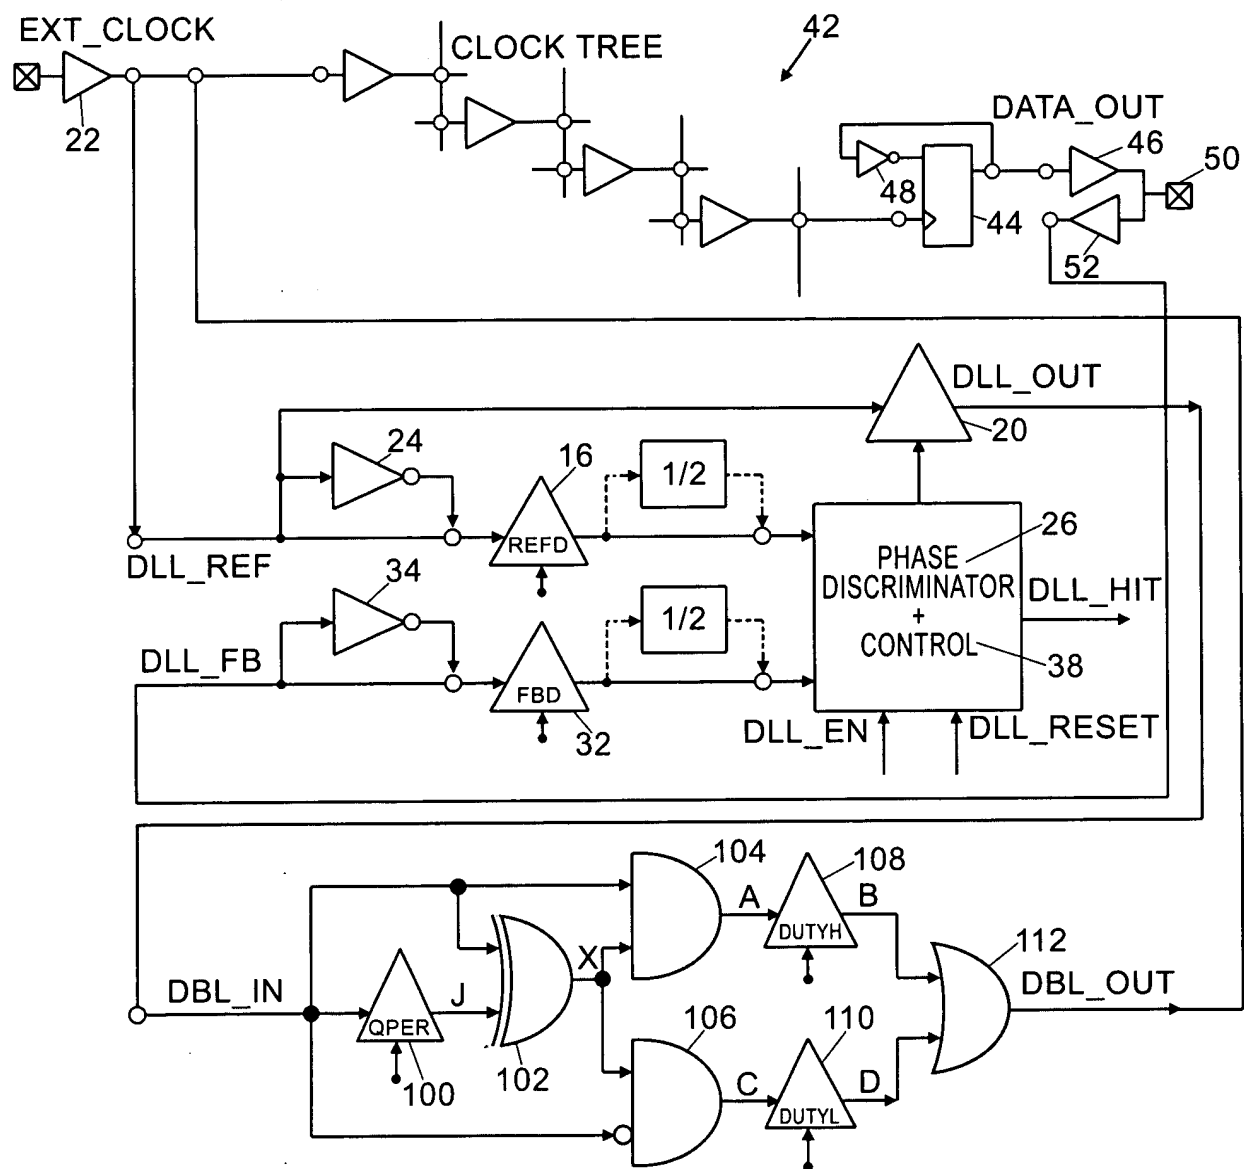 EXT_CLOCK
CLOCK TREE
42
22
DATA_OUT
46
50
48
44
52
DLL_OUT
20
24
16
1/2
REFD
DLL_REF
PHASE
DISCRIMINATOR
+
CONTROL
26
38
DLL_HIT
34
1/2
DLL_FB
FBD
32
DLL_EN
DLL_RESET
104
108
A
B
DUTYH
112
X
DBL_IN
J
DBL_OUT
QPER
100
102
106
110
C
D
DUTYL